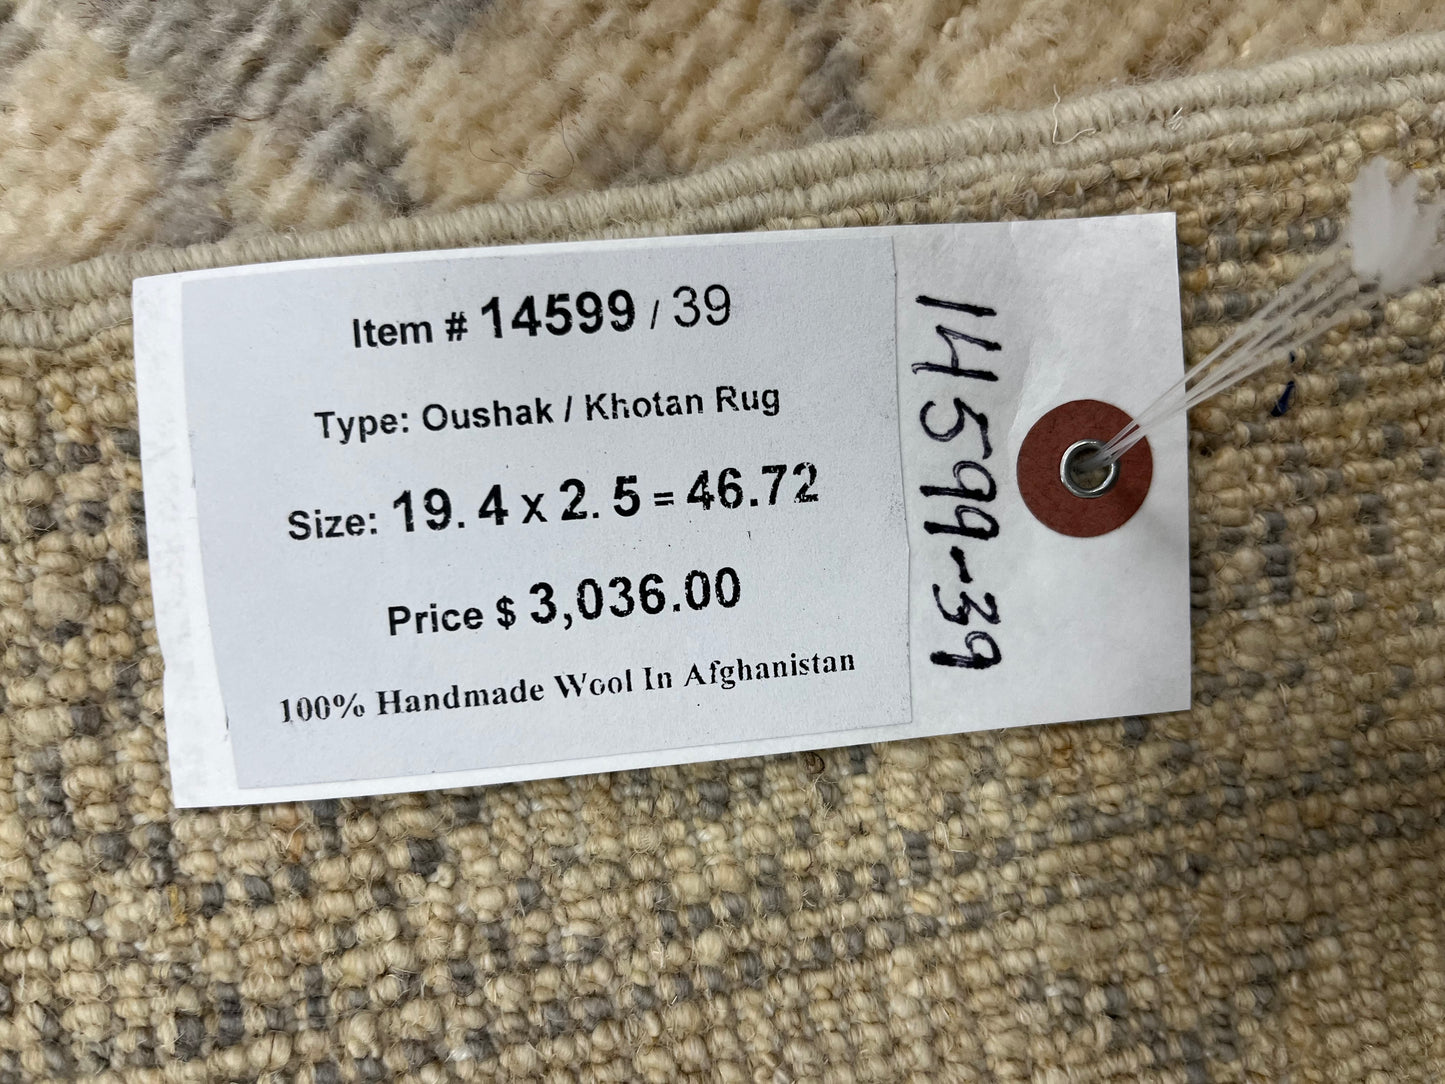 Item # 14599 / 39
Type: Oushak / Khotan Rug
Size: 19.4 x 2.5 = 46.72
Price $ 3,036.00
100% Handmade Wool In Afghanistan
14599-39